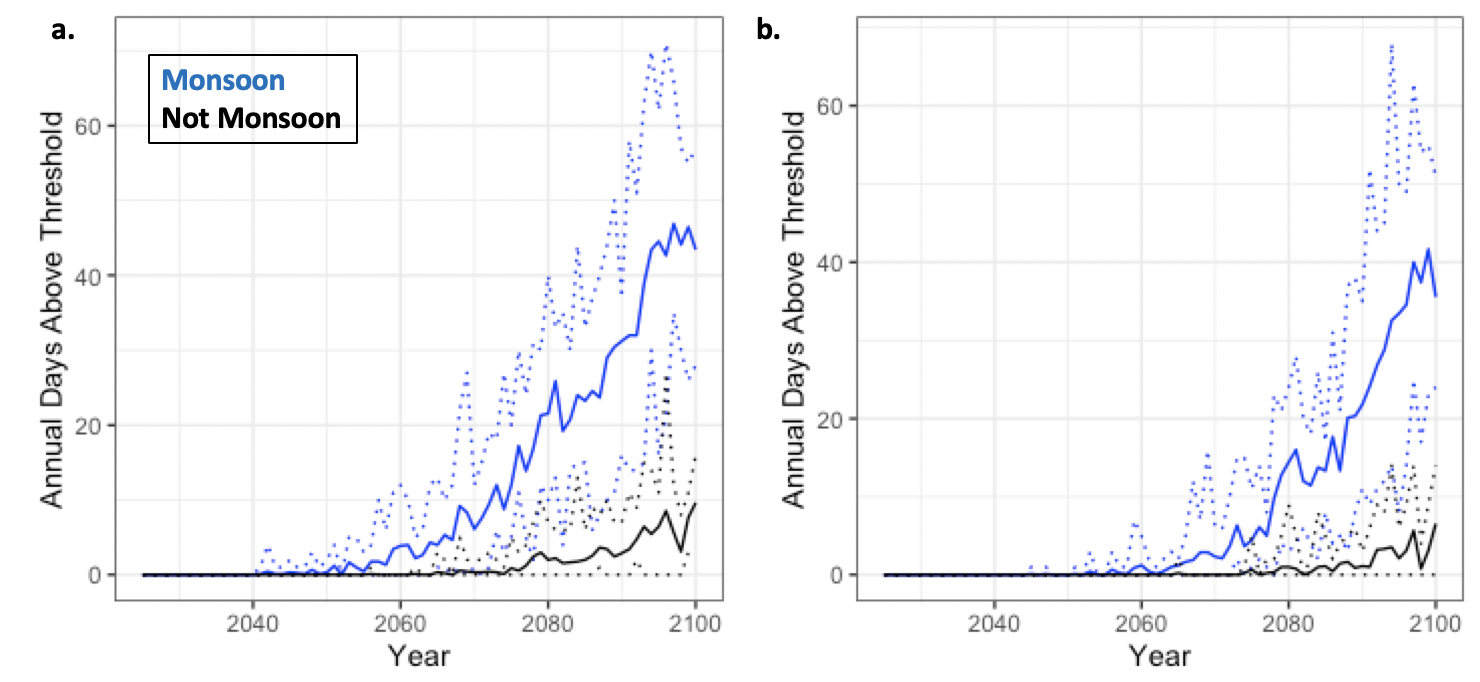 a.
Monsoon
Not Monsoon
Annual Days Above Threshold
60
40
20
0
2040 2060 2080 2100
Year
b.
Annual Days Above Threshold
60
40
20
0
2040 2060 2080 2100
Year